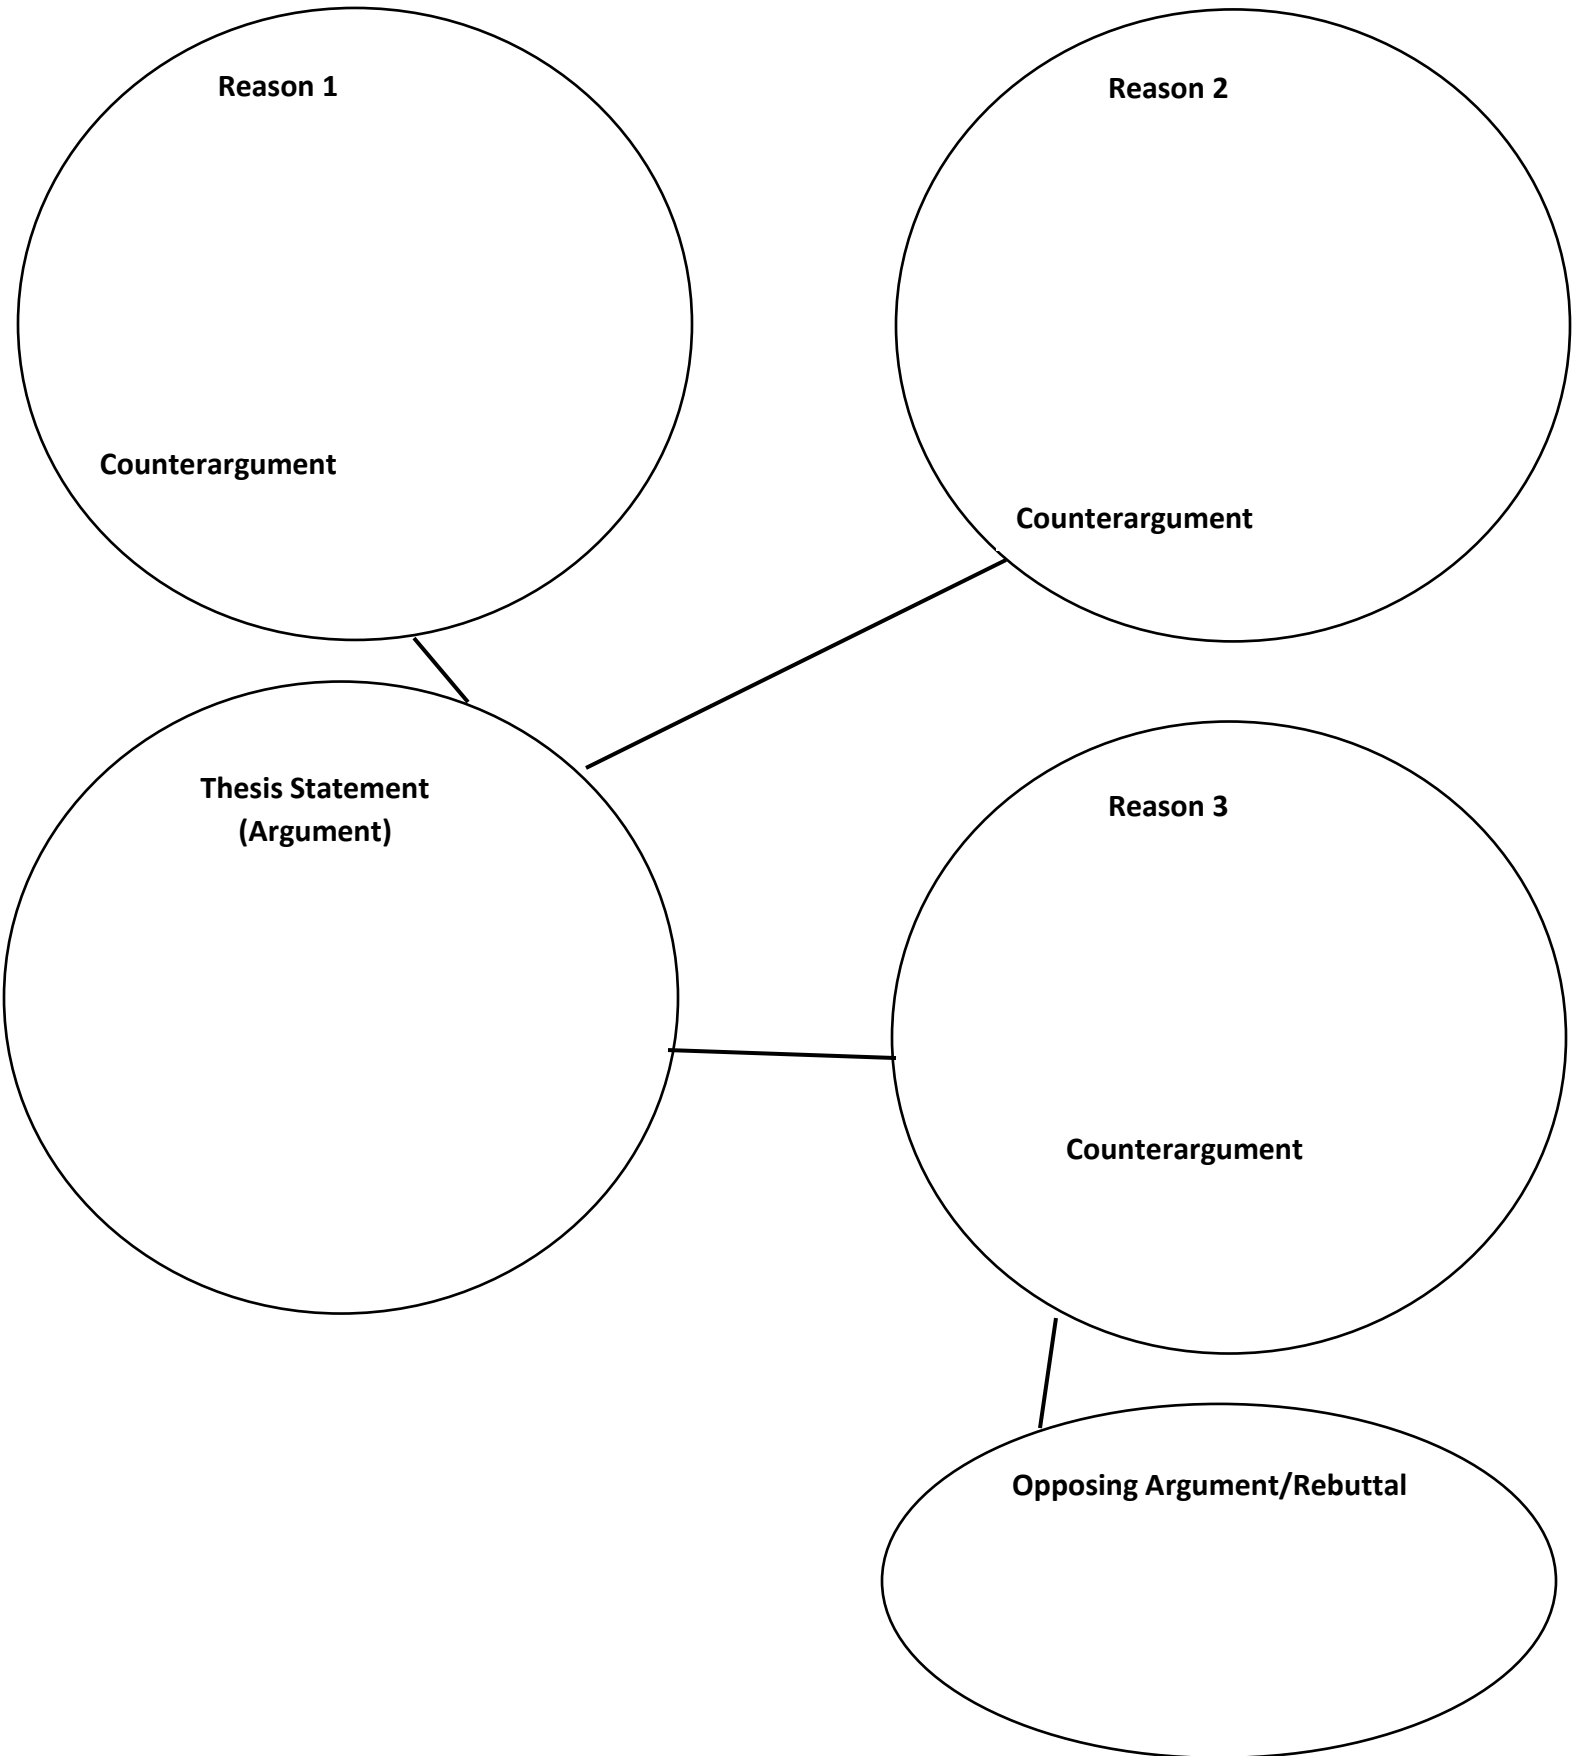 Reason 1
Reason 2
Counterargument
Counterargument
Thesis Statement
(Argument)
Reason 3
Counterargument
Opposing Argument/Rebuttal